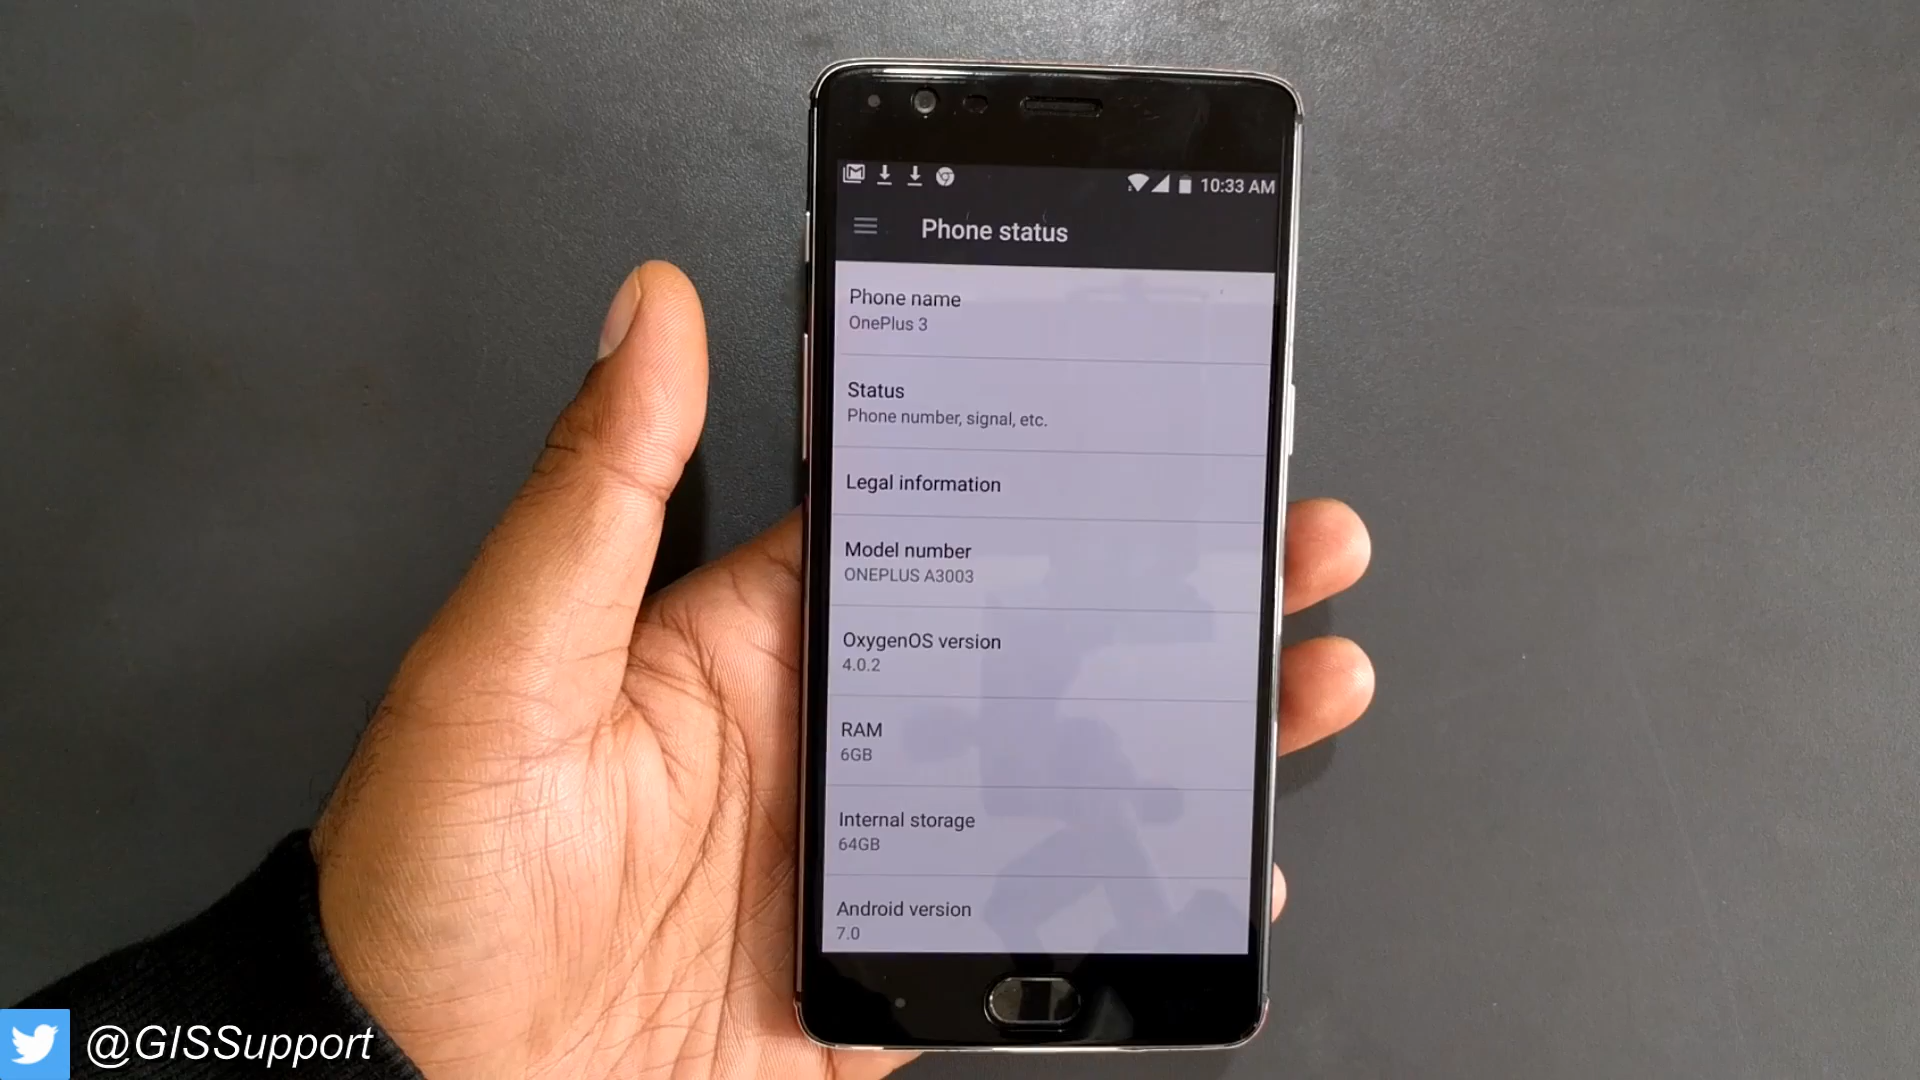 10:33 AM
Phone status
Phone name
OnePlus 3
Status
Phone number, signal, etc.
Legal information
Model number
ONEPLUS A3003
OxygenOS version
4.0.2
RAM
6GB
Internal storage
64GB
Android version
7.0
@GISSupport